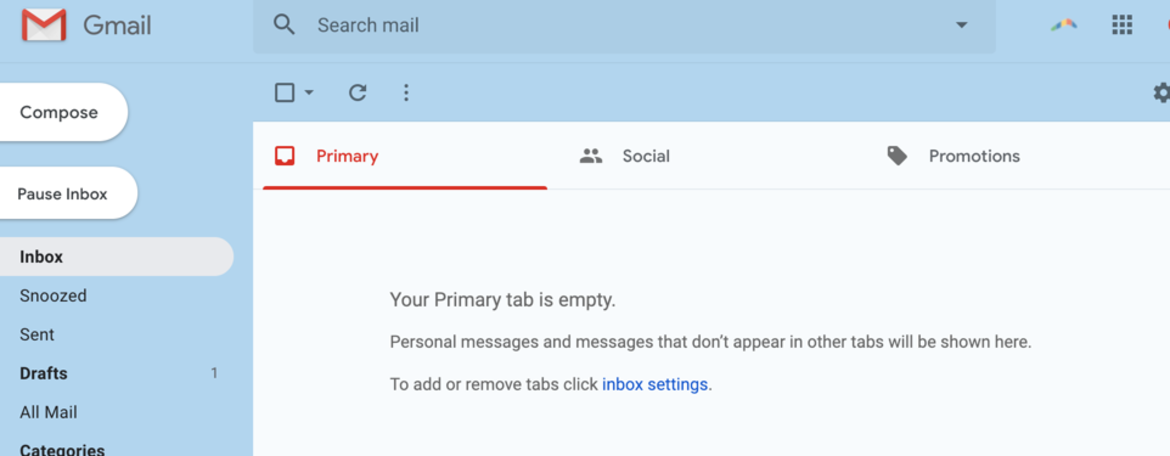 Gmail
Search mail
Compose
Pause Inbox
Inbox
Snoozed
Sent
Drafts 1
All Mail
Categories
Primary
Social
Promotions
Your Primary tab is empty.
Personal messages and messages that don’t appear in other tabs will be shown here.
To add or remove tabs click inbox settings.